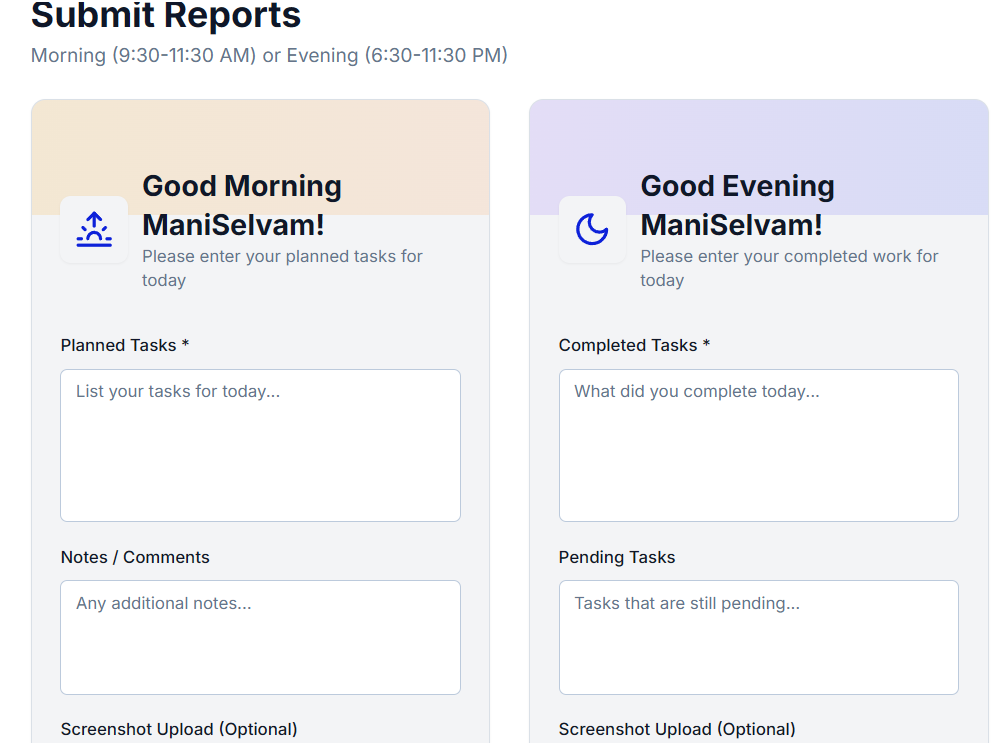 Submit Reports
Morning (9:30-11:30 AM) or Evening (6:30-11:30 PM)
Good Morning
ManiSelvam!
Please enter your planned tasks for
today
Planned Tasks *
List your tasks for today...
Notes / Comments
Any additional notes...
Screenshot Upload (Optional)
Good Evening
ManiSelvam!
Please enter your completed work for
today
Completed Tasks *
What did you complete today...
Pending Tasks
Tasks that are still pending...
Screenshot Upload (Optional)